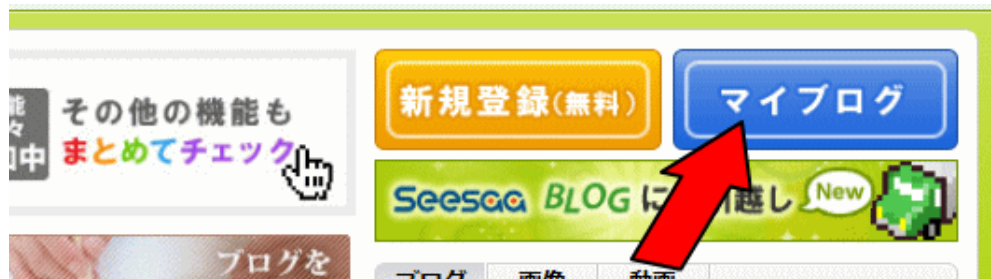 その他の機能も
まとめてチェック
中
新規登録(無料)
マイブログ
Seesaa BLOG に
越し New
ブログを
ブログ 画像 動画